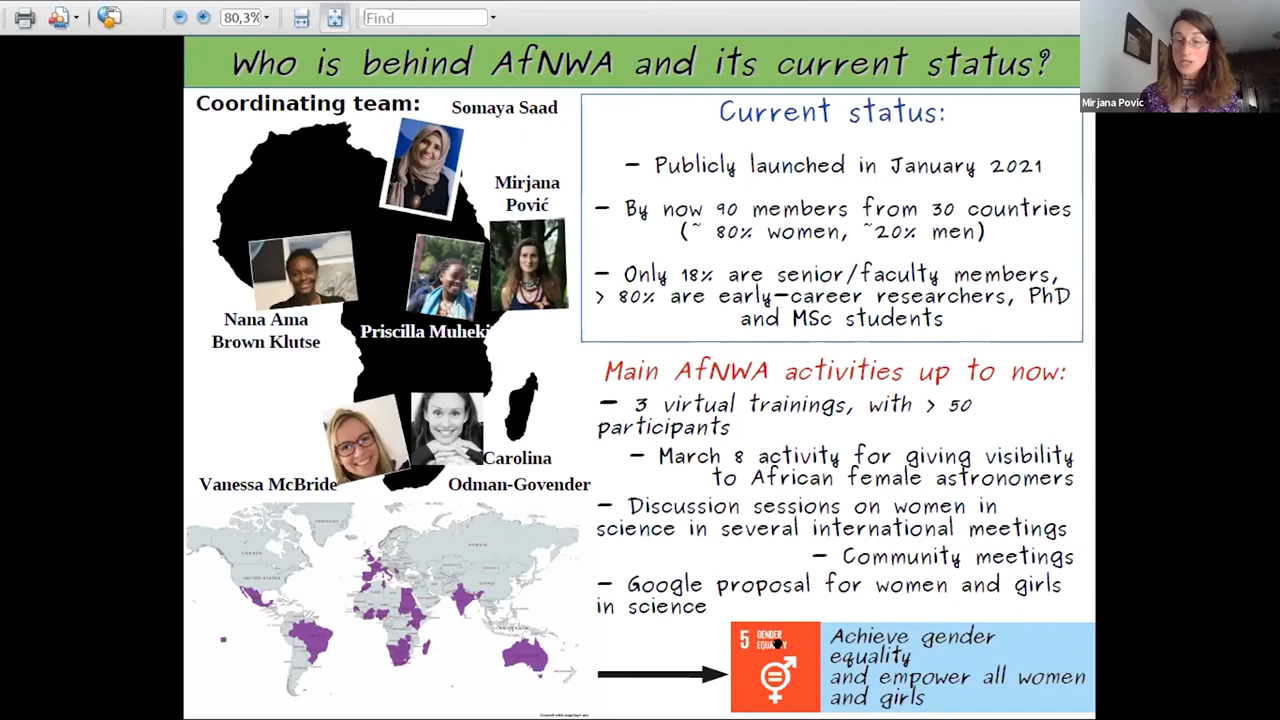 80,3%
Find
Who is behind AfNWA and its current status?
Mirjana Povic
Coordinating team:
Somaya Saad
Mirjana
Pović
Nana Ama
Brown Klutse
Priscilla Muheki
Vanessa McBride
Carolina
Odman-Govender
Current status:
– Publicly launched in January 2021
– By now 90 members from 30 countries
(~ 80% women, ~20% men)
– Only 18% are senior/faculty members,
> 80% are early-career researchers, PhD
and MSc students
Main AfNWA activities up to now:
– 3 virtual trainings, with > 50
participants
– March 8 activity for giving visibility
to African female astronomers
– Discussion sessions on women in
science in several international meetings
– Community meetings
– Google proposal for women and girls
in science
CANADA
UNITED STATES
CHINA
5 GENDER
EQUALITY
Achieve gender
equality
and empower all women
and girls